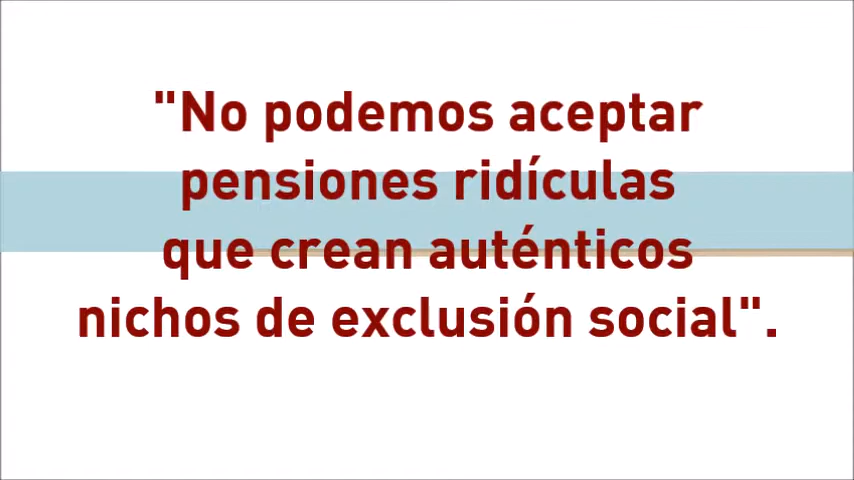 "No podemos aceptar
pensiones ridículas
que crean auténticos
nichos de exclusión social".